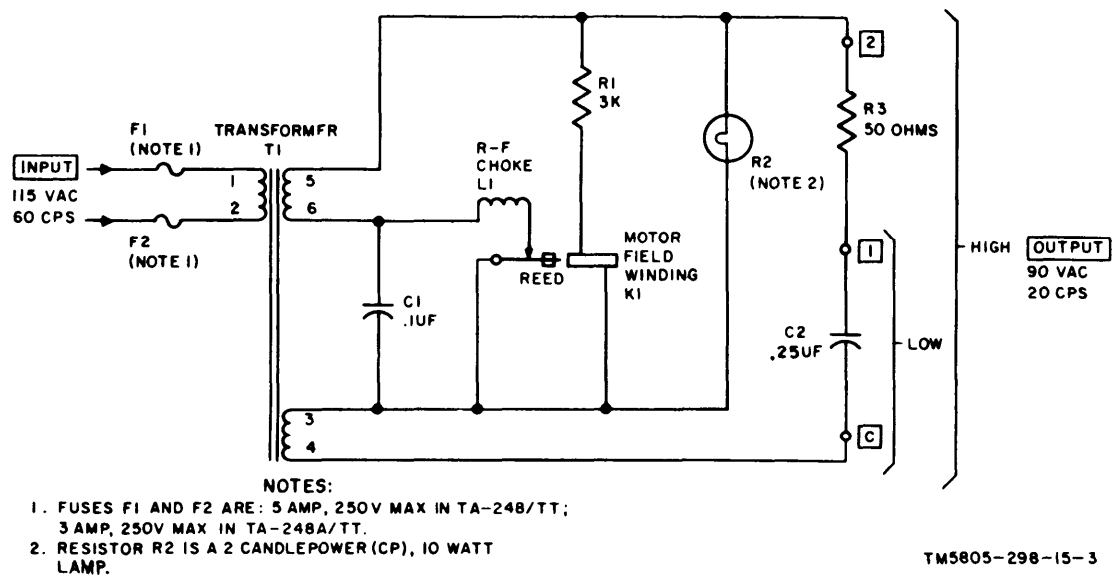 F1
(NOTE 1)
TRANSFORMFR
T1
INPUT
115 VAC
60 CPS
1
2
5
6
F2
(NOTE 1)
R-F
CHOKE
L1
R1
3K
R2
(NOTE 2)
2
R3
50 OHMS
1
HIGH
OUTPUT
90 VAC
20 CPS
REED
MOTOR
FIELD
WINDING
K1
C1
.1UF
C2
.25UF
LOW
3
4
C
NOTES:
1. FUSES F1 AND F2 ARE: 5 AMP, 250V MAX IN TA-248/TT;
3 AMP, 250V MAX IN TA-248A/TT.
2. RESISTOR R2 IS A 2 CANDLEPOWER (CP), 10 WATT
LAMP.
TM5805-298-15-3